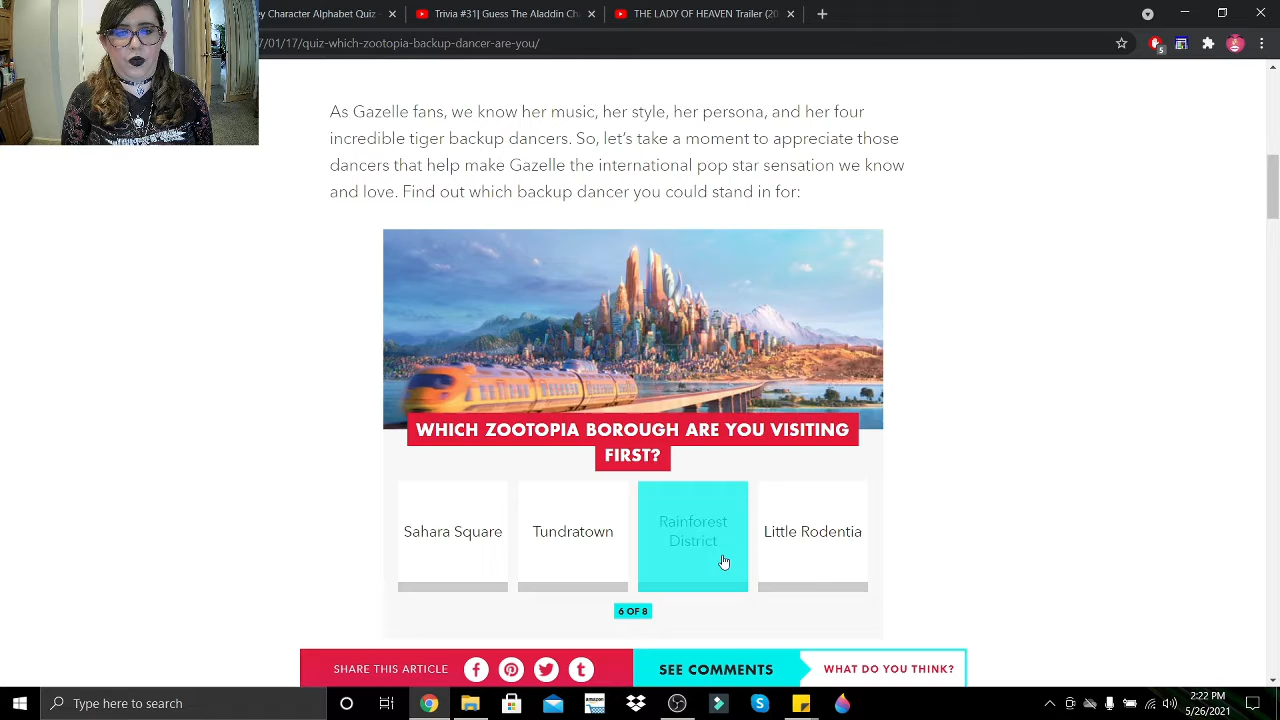 ey Character Alphabet Quiz -
Trivia #31| Guess The Aladdin Ch
THE LADY OF HEAVEN Trailer (20
7/01/17/quiz-which-zootopia-backup-dancer-are-you/
5
As Gazelle fans, we know her music, her style, her persona, and her four
incredible tiger backup dancers. So, let’s take a moment to appreciate those
dancers that help make Gazelle the international pop star sensation we know
and love. Find out which backup dancer you could stand in for:
WHICH ZOOTOPIA BOROUGH ARE YOU VISITING
FIRST?
Sahara Square
Tundratown
Rainforest
District
Little Rodentia
6 OF 8
SHARE THIS ARTICLE
SEE COMMENTS
WHAT DO YOU THINK?
Type here to search
amazon
2:22 PM
5/26/2021